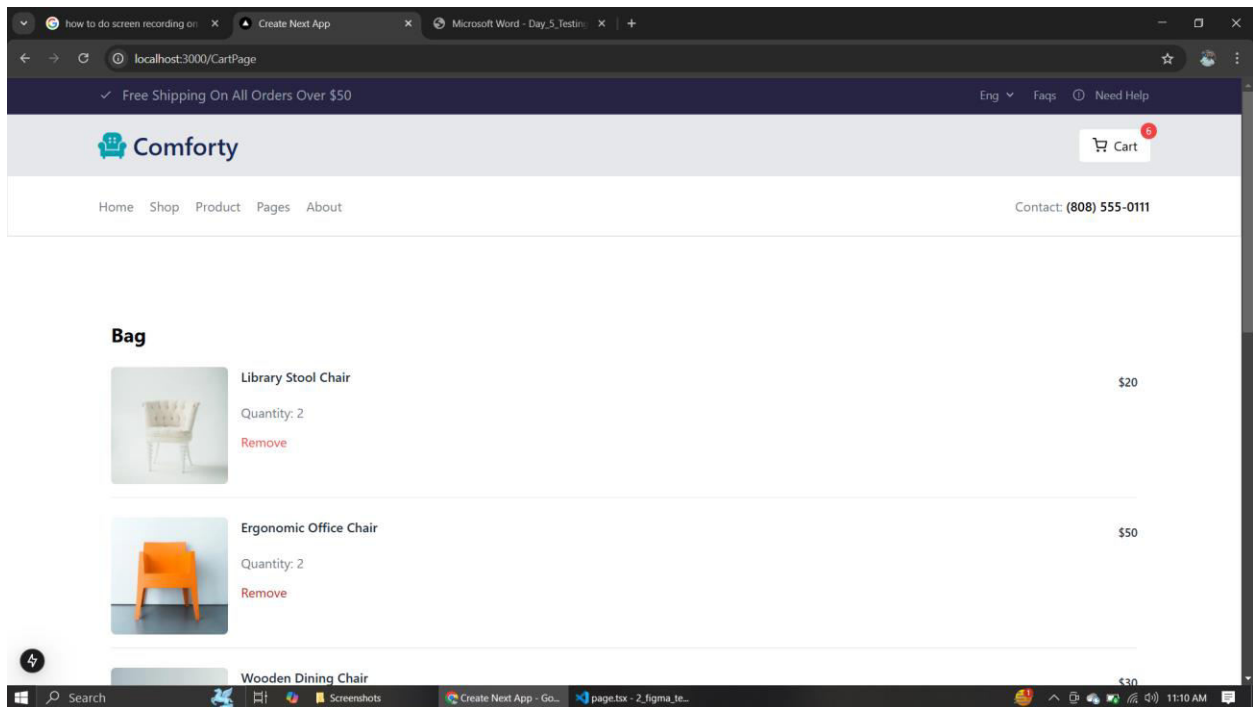 how to do screen recording on
Create Next App
Microsoft Word - Day_5_Testing
localhost:3000/CartPage
Free Shipping On All Orders Over $50
Eng Faqs Need Help
Comforty
6
Cart
Home Shop Product Pages About
Contact: (808) 555-0111
Bag
Library Stool Chair
$20
Quantity: 2
Remove
Ergonomic Office Chair
$50
Quantity: 2
Remove
Wooden Dining Chair
$30
Search
Screenshots
Create Next App - Go...
page.tsx - 2_figma_te...
11:10 AM